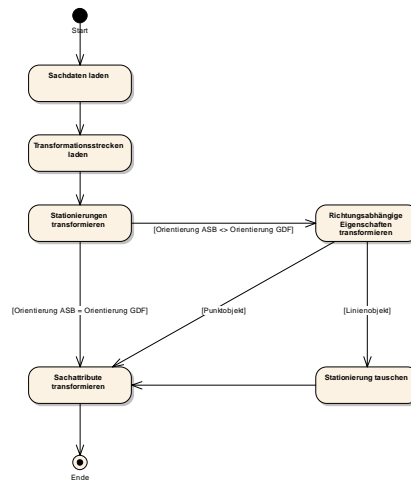 Start
Sachdaten laden
Transformationsstrecken
laden
Stationierungen
transformieren
[Orientierung ASB <> Orientierung GDF]
Richtungsabhängige
Eigenschaften
transformieren
[Orientierung ASB = Orientierung GDF]
[Punktobjekt]
[Linienobjekt]
Sachattribute
transformieren
Stationierung tauschen
Ende